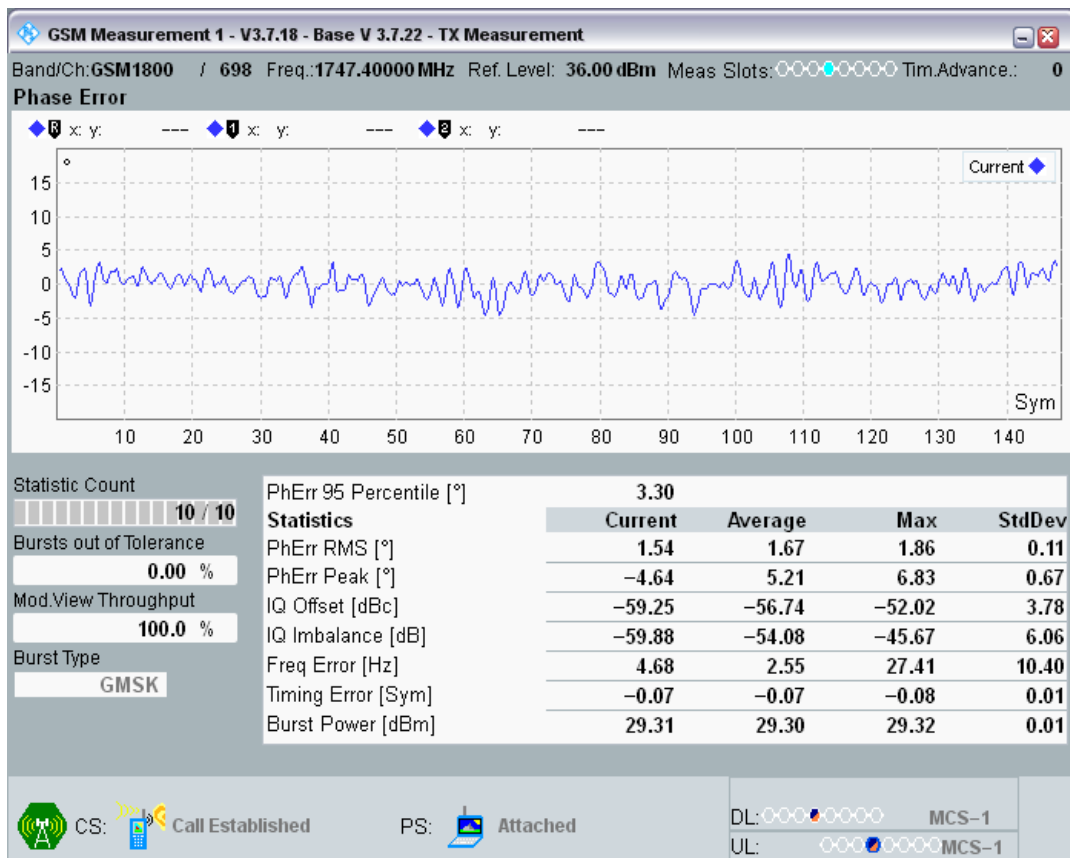 GSM Measurement 1 - V3.7.18 - Base V 3.7.22 - TX Measurement
Band/Ch:GSM1800 / 698 Freq.:1747.40000 MHz Ref. Level: 36.00 dBm Meas Slots: Tim.Advance.: 0
Phase Error
R x: y: --- 1 x: y: --- 2 x: y: ---
° Current
15
10
5
0
-5
-10
-15
Sym
10 20 30 40 50 60 70 80 90 100 110 120 130 140
Statistic Count
10 / 10
Bursts out of Tolerance
0.00 %
Mod.View Throughput
100.0 %
Burst Type
GMSK
PhErr 95 Percentile [°] 3.30
Statistics Current Average Max StdDev
PhErr RMS [°] 1.54 1.67 1.86 0.11
PhErr Peak [°] −4.64 5.21 6.83 0.67
IQ Offset [dBc] −59.25 −56.74 −52.02 3.78
IQ Imbalance [dB] −59.88 −54.08 −45.67 6.06
Freq Error [Hz] 4.68 2.55 27.41 10.40
Timing Error [Sym] −0.07 −0.07 −0.08 0.01
Burst Power [dBm] 29.31 29.30 29.32 0.01
CS: Call Established PS: Attached
DL: MCS−1
UL: MCS−1